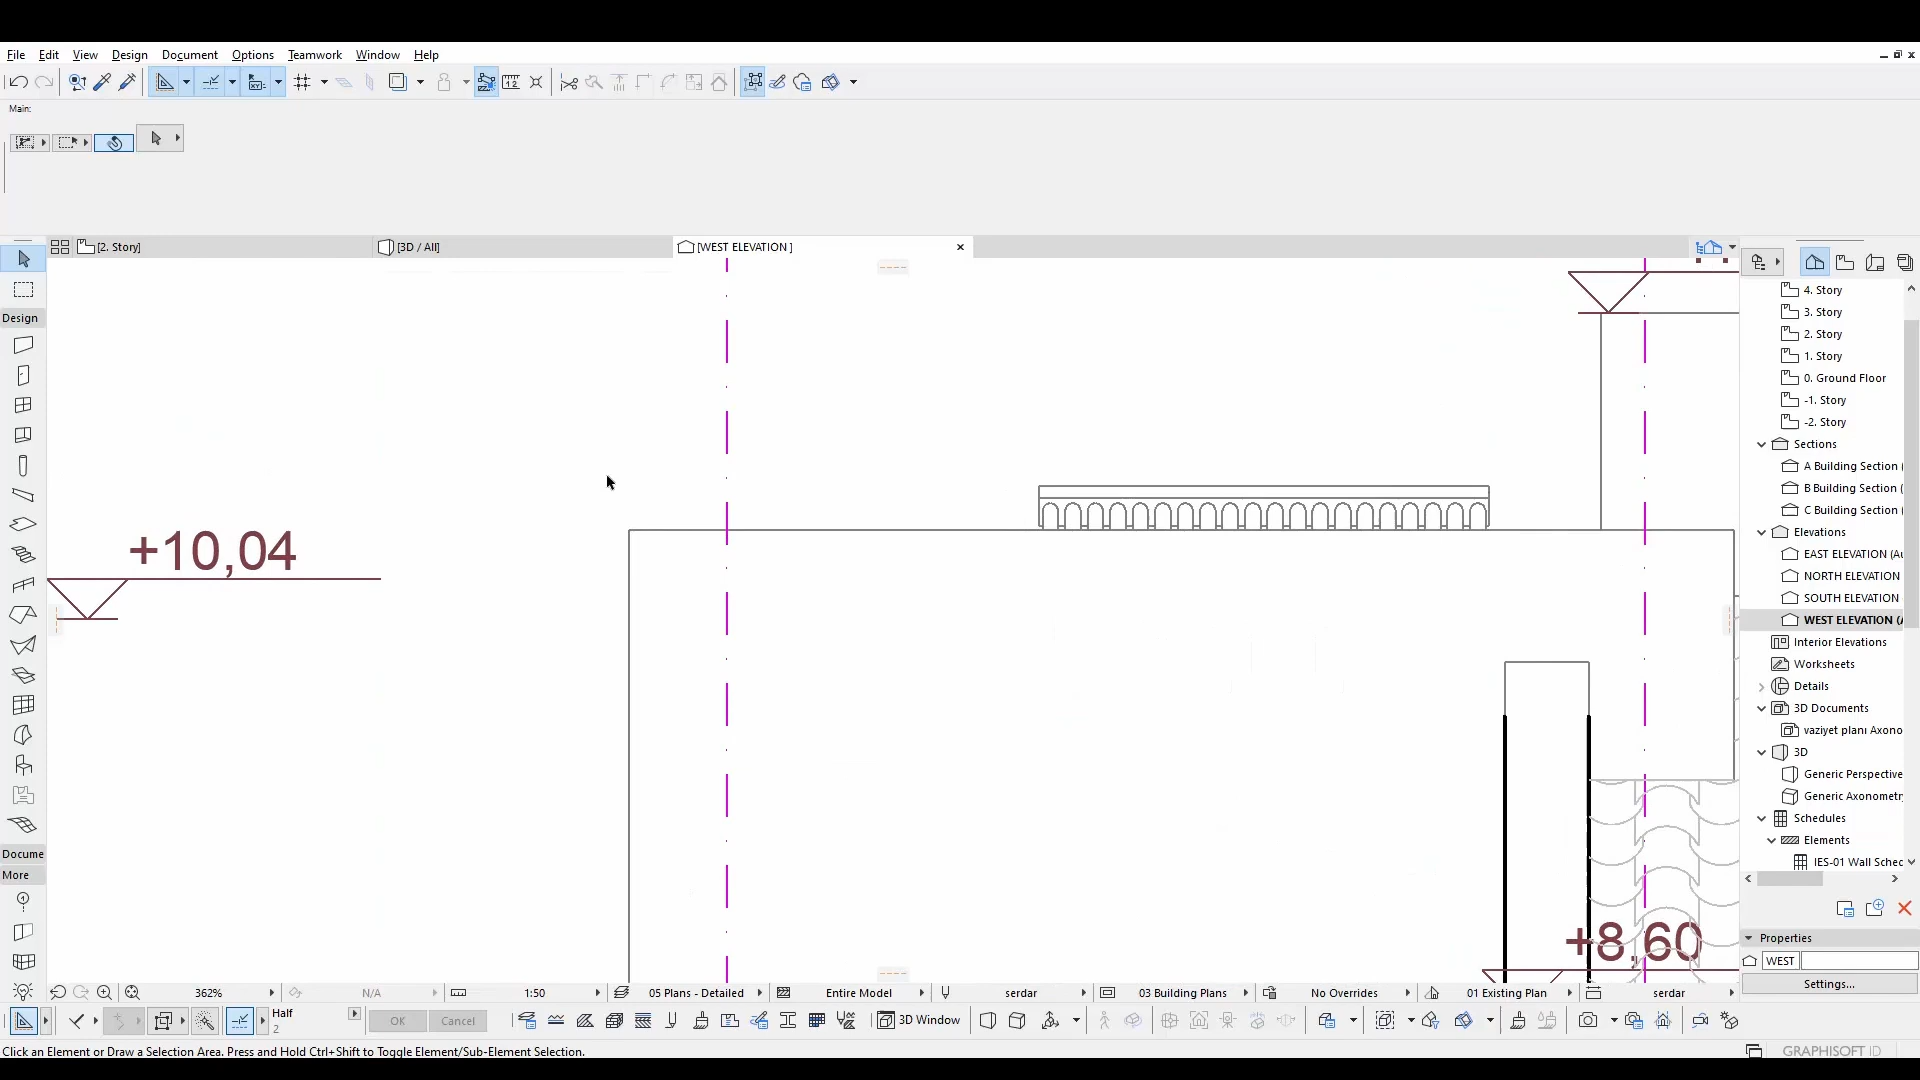 File Edit View Design Document Options Teamwork Window Help
Main:
[2. Story]
[3D / All]
[WEST ELEVATION ]
Design
Docume
More
+10,04
+8,60
4. Story
3. Story
2. Story
1. Story
0. Ground Floor
-1. Story
-2. Story
Sections
A Building Section (
B Building Section (
C Building Section (
Elevations
EAST ELEVATION (Au
NORTH ELEVATION
SOUTH ELEVATION
WEST ELEVATION (A
Interior Elevations
Worksheets
Details
3D Documents
vaziyet planı Axono
3D
Generic Perspective
Generic Axonometr
Schedules
Elements
IES-01 Wall Sched
Properties
WEST
Settings...
362% N/A 1:50 05 Plans - Detailed Entire Model serdar 03 Building Plans No Overrides 01 Existing Plan serdar
Half
2
OK Cancel
3D Window
Click an Element or Draw a Selection Area. Press and Hold Ctrl+Shift to Toggle Element/Sub-Element Selection.
GRAPHISOFT ID